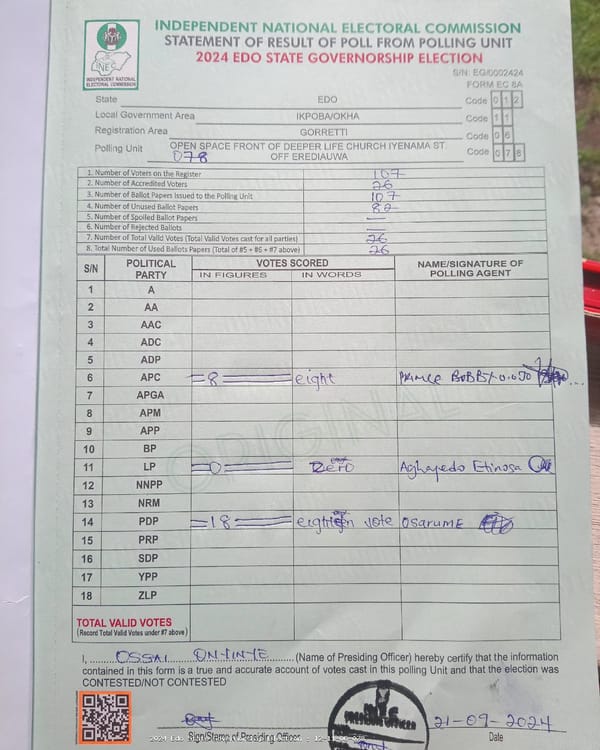 INDEPENDENT NATIONAL ELECTORAL COMMISSION
STATEMENT OF RESULT OF POLL FROM POLLING UNIT
2024 EDO STATE GOVERNORSHIP ELECTION
INEC
INDEPENDENT NATIONAL
ELECTORAL COMMISSION
S/N: EG/0002424
FORM EC 8A
State EDO Code 0 1 2
Local Government Area IKPOBA/OKHA Code 1 1
Registration Area GORRETTI Code 0 6
Polling Unit OPEN SPACE FRONT OF DEEPER LIFE CHURCH IYENAMA ST. OFF EREDIAUWA Code 0 7 8
078
1. Number of Voters on the Register 107
2. Number of Accredited Voters 26
3. Number of Ballot Papers Issued to the Polling Unit 107
4. Number of Unused Ballot Papers 82
5. Number of Spoiled Ballot Papers —
6. Number of Rejected Ballots —
7. Number of Total Valid Votes (Total Valid Votes cast for all parties) 26
8. Total Number of Used Ballots Papers (Total of #5 + #6 + #7 above) 26
S/N POLITICAL PARTY VOTES SCORED NAME/SIGNATURE OF POLLING AGENT
IN FIGURES IN WORDS
1 A
2 AA
3 AAC
4 ADC
5 ADP
6 APC =8= eight PRINCE BOBBY
7 APGA
8 APM
9 APP
10 BP
11 LP =0= Zero Aghayedo Etinosa
12 NNPP
13 NRM
14 PDP =18= eighteen vote OSARUME
15 PRP
16 SDP
17 YPP
18 ZLP
ORIGINAL
TOTAL VALID VOTES
(Record Total Valid Votes under #7 above)
I, OSSAI (Name of Presiding Officer) hereby certify that the information
contained in this form is a true and accurate account of votes cast in this polling Unit and that the election was
CONTESTED/NOT CONTESTED
PRESIDING OFFICER
21-09-2024
Sign/Stamp of Presiding Officer Date